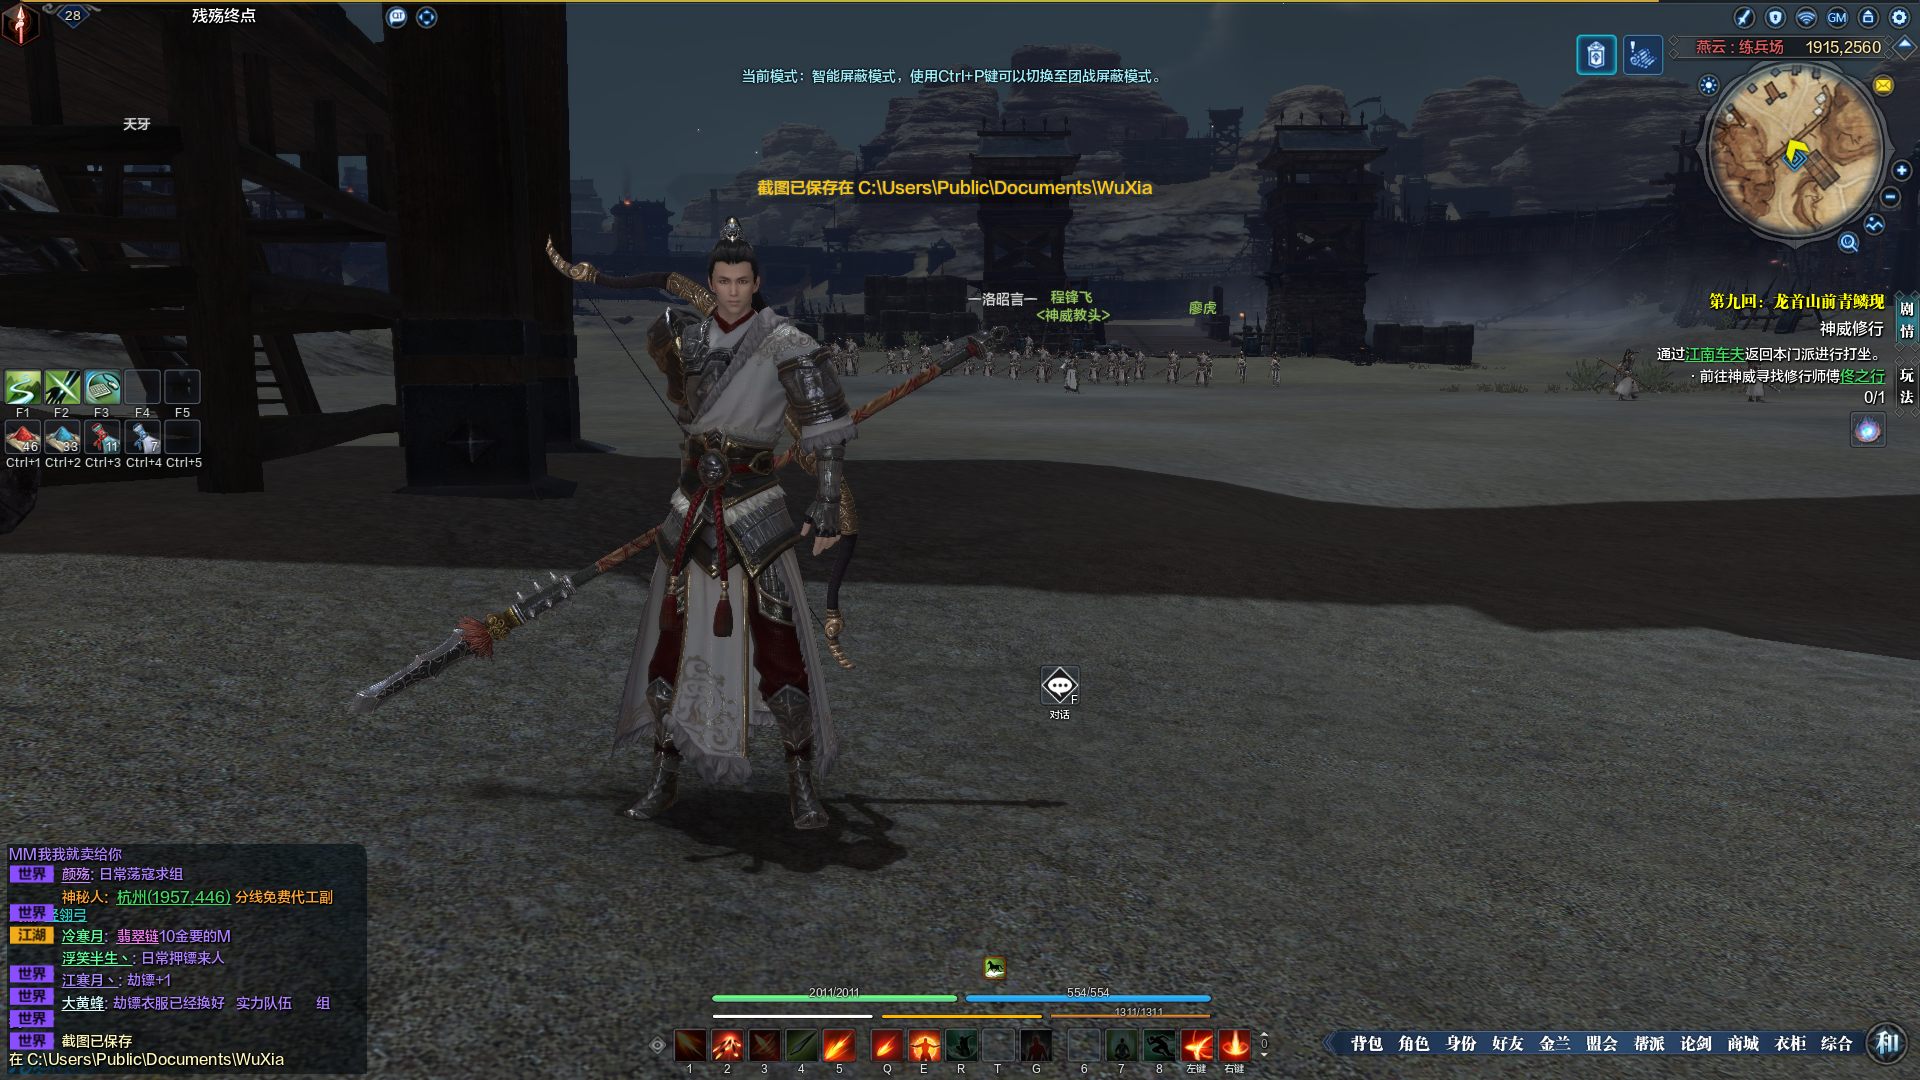 28
残殇终点
GM
燕云 : 练兵场 1915,2560
当前模式：智能屏蔽模式，使用Ctrl+P键可以切换至团战屏蔽模式。
天牙
截图已保存在 C:\Users\Public\Documents\WuXia
一洛昭言一
程锋飞
<神威教头>
廖虎
第九回：龙首山前青鳞现
神威修行
通过江南车夫返回本门派进行打坐。
· 前往神威寻找修行师傅佟之行
0/1
剧情
玩法
F1 F2 F3 F4 F5
46 33 11 7
Ctrl+1 Ctrl+2 Ctrl+3 Ctrl+4 Ctrl+5
F
对话
MM我我就卖给你
世界 颜殇: 日常荡寇求组
神秘人: 杭州(1957,446) 分线免费代工副
世界 翎弓
江湖 冷寒月: 翡翠链10金要的M
浮笑半生丶: 日常押镖来人
世界 江寒月丶: 劫镖+1
世界 大黄蜂: 劫镖衣服已经换好 实力队伍 组
世界
世界 截图已保存
在 C:\Users\Public\Documents\WuXia
2011/2011 554/554
1311/1311
0
1 2 3 4 5 Q E R T G 6 7 8 左键 右键
背包 角色 身份 好友 金兰 盟会 帮派 论剑 商城 衣柜 综合
和